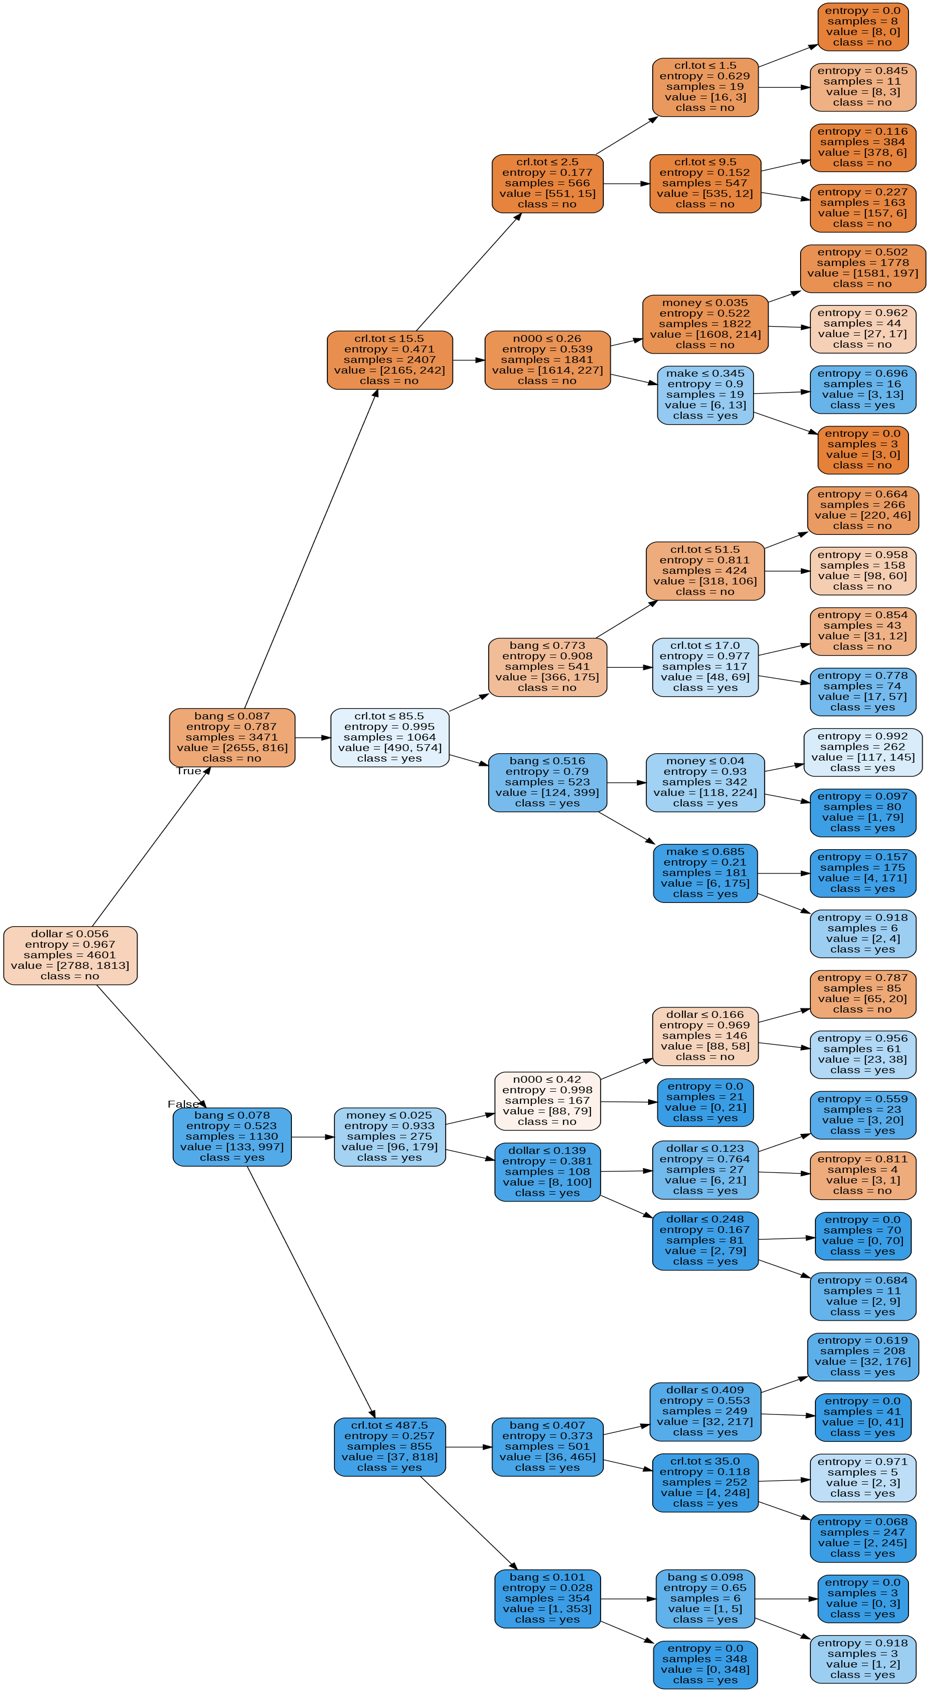 entropy = 0.0
samples = 8
value = [8, 0]
class = no
crl.tot ≤ 1.5
entropy = 0.629
samples = 19
value = [16, 3]
class = no
entropy = 0.845
samples = 11
value = [8, 3]
class = no
entropy = 0.116
samples = 384
value = [378, 6]
class = no
crl.tot ≤ 2.5
entropy = 0.177
samples = 566
value = [551, 15]
class = no
crl.tot ≤ 9.5
entropy = 0.152
samples = 547
value = [535, 12]
class = no
entropy = 0.227
samples = 163
value = [157, 6]
class = no
entropy = 0.502
samples = 1778
value = [1581, 197]
class = no
money ≤ 0.035
entropy = 0.522
samples = 1822
value = [1608, 214]
class = no
entropy = 0.962
samples = 44
value = [27, 17]
class = no
crl.tot ≤ 15.5
entropy = 0.471
samples = 2407
value = [2165, 242]
class = no
n000 ≤ 0.26
entropy = 0.539
samples = 1841
value = [1614, 227]
class = no
make ≤ 0.345
entropy = 0.9
samples = 19
value = [6, 13]
class = yes
entropy = 0.696
samples = 16
value = [3, 13]
class = yes
entropy = 0.0
samples = 3
value = [3, 0]
class = no
entropy = 0.664
samples = 266
value = [220, 46]
class = no
crl.tot ≤ 51.5
entropy = 0.811
samples = 424
value = [318, 106]
class = no
entropy = 0.958
samples = 158
value = [98, 60]
class = no
entropy = 0.854
samples = 43
value = [31, 12]
class = no
bang ≤ 0.773
entropy = 0.908
samples = 541
value = [366, 175]
class = no
crl.tot ≤ 17.0
entropy = 0.977
samples = 117
value = [48, 69]
class = yes
entropy = 0.778
samples = 74
value = [17, 57]
class = yes
bang ≤ 0.087
entropy = 0.787
samples = 3471
value = [2655, 816]
class = no
True
crl.tot ≤ 85.5
entropy = 0.995
samples = 1064
value = [490, 574]
class = yes
entropy = 0.992
samples = 262
value = [117, 145]
class = yes
bang ≤ 0.516
entropy = 0.79
samples = 523
value = [124, 399]
class = yes
money ≤ 0.04
entropy = 0.93
samples = 342
value = [118, 224]
class = yes
entropy = 0.097
samples = 80
value = [1, 79]
class = yes
make ≤ 0.685
entropy = 0.21
samples = 181
value = [6, 175]
class = yes
entropy = 0.157
samples = 175
value = [4, 171]
class = yes
entropy = 0.918
samples = 6
value = [2, 4]
class = yes
dollar ≤ 0.056
entropy = 0.967
samples = 4601
value = [2788, 1813]
class = no
entropy = 0.787
samples = 85
value = [65, 20]
class = no
dollar ≤ 0.166
entropy = 0.969
samples = 146
value = [88, 58]
class = no
entropy = 0.956
samples = 61
value = [23, 38]
class = yes
n000 ≤ 0.42
entropy = 0.998
samples = 167
value = [88, 79]
class = no
entropy = 0.0
samples = 21
value = [0, 21]
class = yes
False
bang ≤ 0.078
entropy = 0.523
samples = 1130
value = [133, 997]
class = yes
money ≤ 0.025
entropy = 0.933
samples = 275
value = [96, 179]
class = yes
entropy = 0.559
samples = 23
value = [3, 20]
class = yes
dollar ≤ 0.139
entropy = 0.381
samples = 108
value = [8, 100]
class = yes
dollar ≤ 0.123
entropy = 0.764
samples = 27
value = [6, 21]
class = yes
entropy = 0.811
samples = 4
value = [3, 1]
class = no
dollar ≤ 0.248
entropy = 0.167
samples = 81
value = [2, 79]
class = yes
entropy = 0.0
samples = 70
value = [0, 70]
class = yes
entropy = 0.684
samples = 11
value = [2, 9]
class = yes
entropy = 0.619
samples = 208
value = [32, 176]
class = yes
dollar ≤ 0.409
entropy = 0.553
samples = 249
value = [32, 217]
class = yes
entropy = 0.0
samples = 41
value = [0, 41]
class = yes
crl.tot ≤ 487.5
entropy = 0.257
samples = 855
value = [37, 818]
class = yes
bang ≤ 0.407
entropy = 0.373
samples = 501
value = [36, 465]
class = yes
crl.tot ≤ 35.0
entropy = 0.118
samples = 252
value = [4, 248]
class = yes
entropy = 0.971
samples = 5
value = [2, 3]
class = yes
entropy = 0.068
samples = 247
value = [2, 245]
class = yes
bang ≤ 0.101
entropy = 0.028
samples = 354
value = [1, 353]
class = yes
bang ≤ 0.098
entropy = 0.65
samples = 6
value = [1, 5]
class = yes
entropy = 0.0
samples = 3
value = [0, 3]
class = yes
entropy = 0.0
samples = 348
value = [0, 348]
class = yes
entropy = 0.918
samples = 3
value = [1, 2]
class = yes